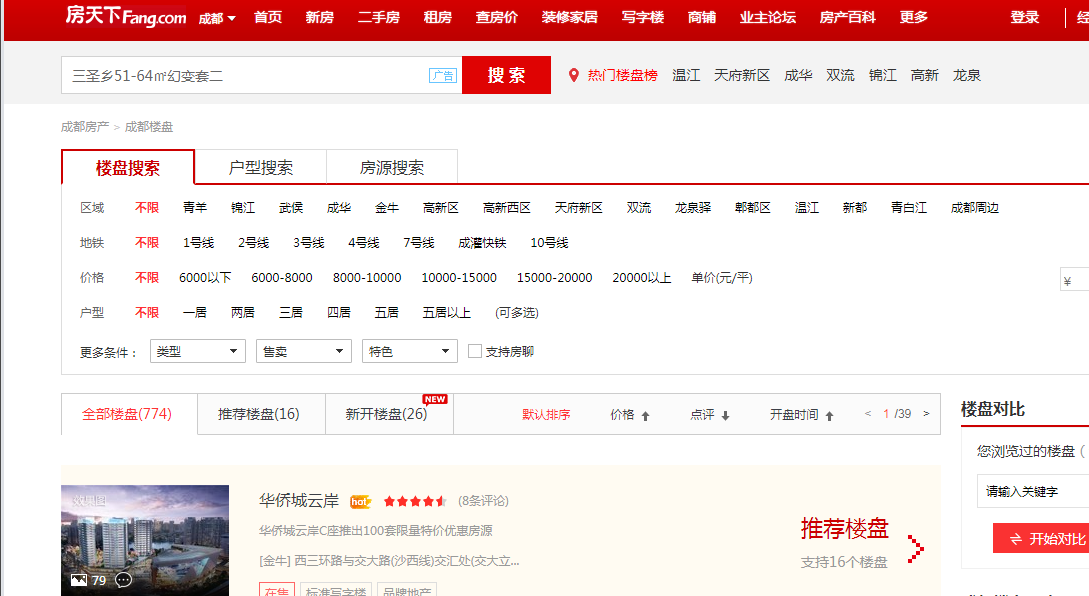 房天下Fang.com 成都 首页 新房 二手房 租房 查房价 装修家居 写字楼 商铺 业主论坛 房产百科 更多 登录
三圣乡51-64㎡幻变套二 广告 搜索 热门楼盘榜 温江 天府新区 成华 双流 锦江 高新 龙泉
成都房产 > 成都楼盘
楼盘搜索 户型搜索 房源搜索
区域 不限 青羊 锦江 武侯 成华 金牛 高新区 高新西区 天府新区 双流 龙泉驿 郫都区 温江 新都 青白江 成都周边
地铁 不限 1号线 2号线 3号线 4号线 7号线 成灌快铁 10号线
价格 不限 6000以下 6000-8000 8000-10000 10000-15000 15000-20000 20000以上 单价(元/平) ¥
户型 不限 一居 两居 三居 四居 五居 五居以上 (可多选)
更多条件： 类型 售卖 特色 支持房聊
全部楼盘(774) 推荐楼盘(16) 新开楼盘(26) NEW 默认排序 价格 点评 开盘时间 < 1 /39 >
楼盘对比
您浏览过的楼盘（
请输入关键字
开始对比
效果图
79
华侨城云岸 hot (8条评论)
华侨城云岸C座推出100套限量特价优惠房源
[金牛] 西三环路与交大路(沙西线)交汇处(交大立...
在售 标准写字楼 品牌地产
推荐楼盘
支持16个楼盘